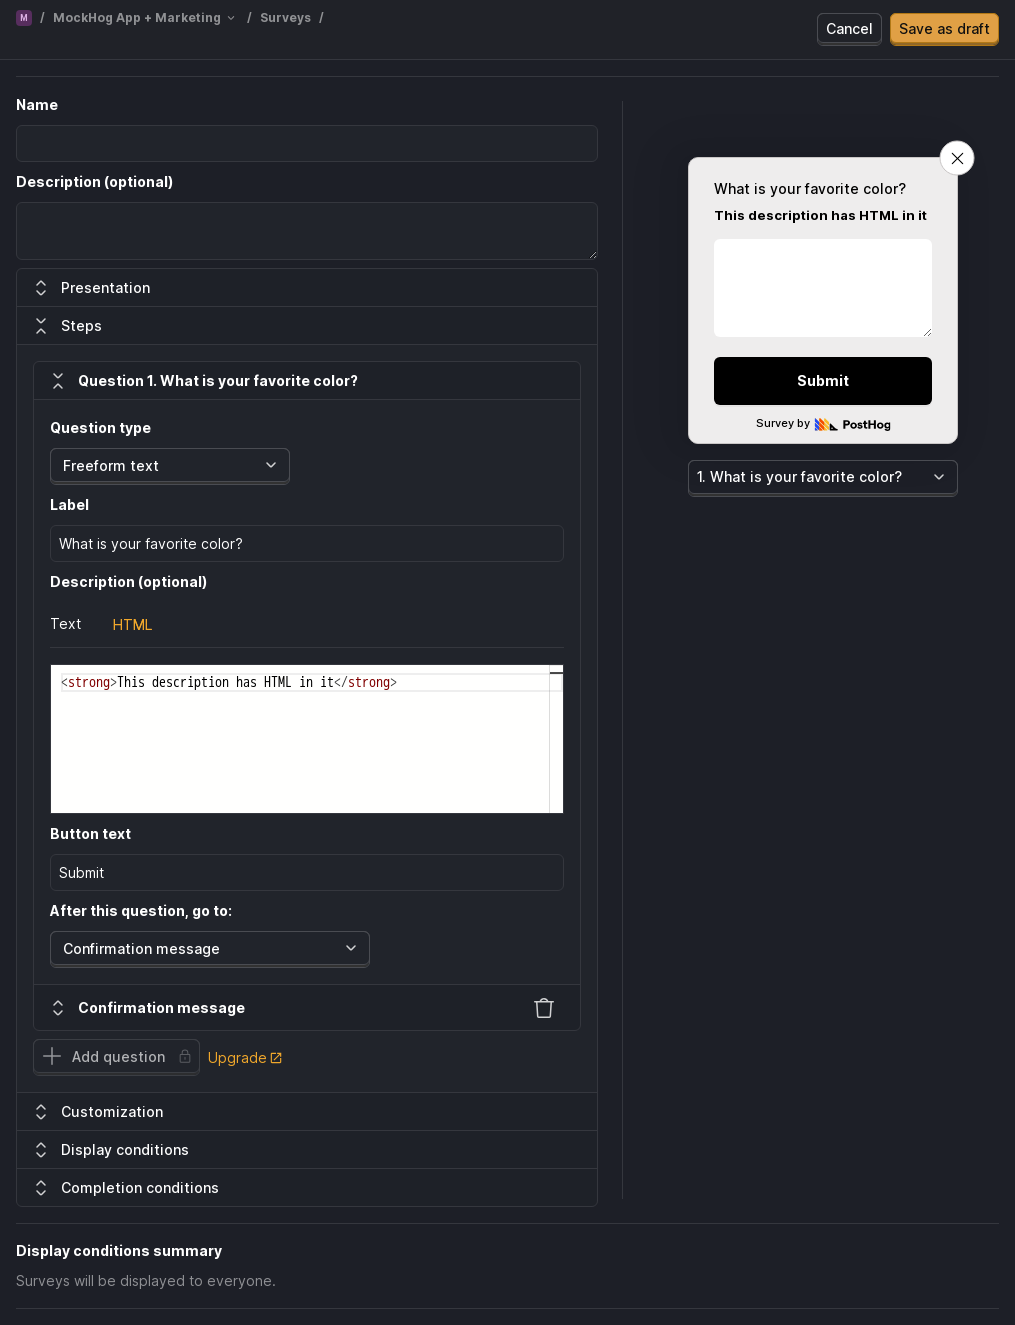 M / MockHog App + Marketing / Surveys /
Cancel
Save as draft
Name
Description (optional)
Presentation
Steps
Question 1. What is your favorite color?
Question type
Freeform text
Label
What is your favorite color?
Description (optional)
Text HTML
<strong>This description has HTML in it</strong>
Button text
Submit
After this question, go to:
Confirmation message
Confirmation message
Add question
Upgrade
Customization
Display conditions
Completion conditions
What is your favorite color?
This description has HTML in it
Submit
Survey by PostHog
1. What is your favorite color?
Display conditions summary
Surveys will be displayed to everyone.